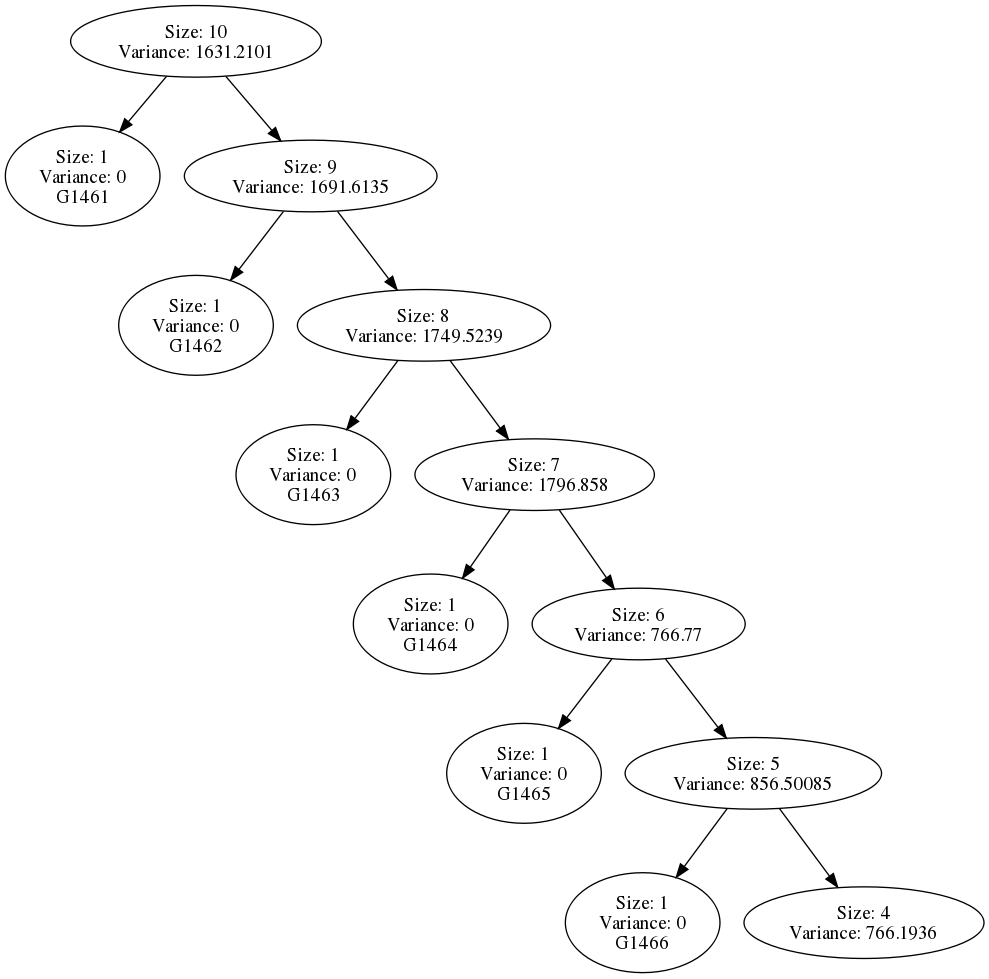 Size: 10
Variance: 1631.2101
Size: 1
Variance: 0
G1461
Size: 9
Variance: 1691.6135
Size: 1
Variance: 0
G1462
Size: 8
Variance: 1749.5239
Size: 1
Variance: 0
G1463
Size: 7
Variance: 1796.858
Size: 1
Variance: 0
G1464
Size: 6
Variance: 766.77
Size: 1
Variance: 0
G1465
Size: 5
Variance: 856.50085
Size: 1
Variance: 0
G1466
Size: 4
Variance: 766.1936